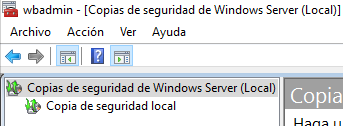 wbadmin - [Copias de seguridad de Windows Server (Local)]
Archivo Acción Ver Ayuda
Copias de seguridad de Windows Server (Local)
Copia de seguridad local
Copia
Haga u